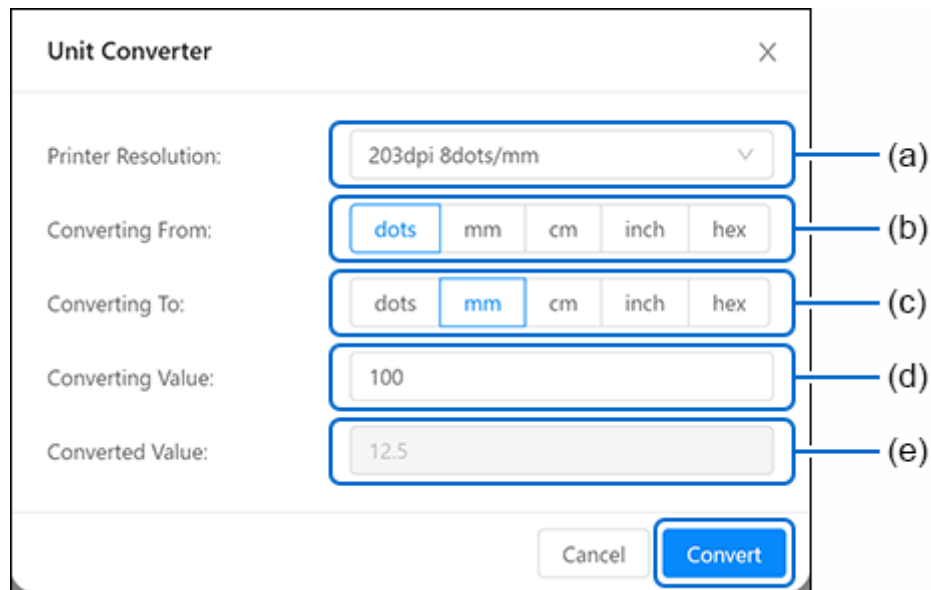 Unit Converter
Printer Resolution: 203dpi 8dots/mm (a)
Converting From: dots mm cm inch hex (b)
Converting To: dots mm cm inch hex (c)
Converting Value: 100 (d)
Converted Value: 12.5 (e)
Cancel Convert